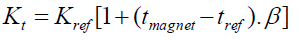 K_t = K_ref[1 + (t_magnet − t_ref).β]